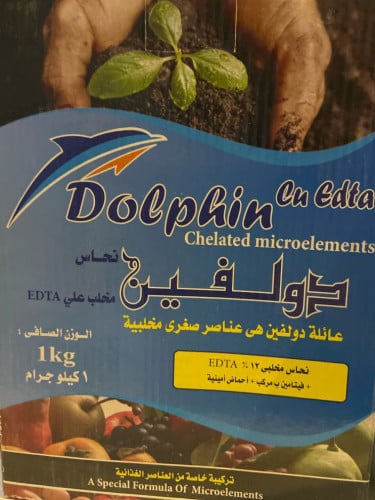 Dolphin Cu Edta
Chelated microelements
نحاس
دولفين
مخلب علي EDTA
عائلة دولفين هى عناصر صغرى مخلبية
الوزن الصافى :
1kg
١ كيلو جرام
نحاس مخلبى ١٢ ٪ EDTA
+ فيتامين ب مركب + أحماض أمينية
تركيبة خاصة من العناصر الغذائية
A Special Formula Of Microelements